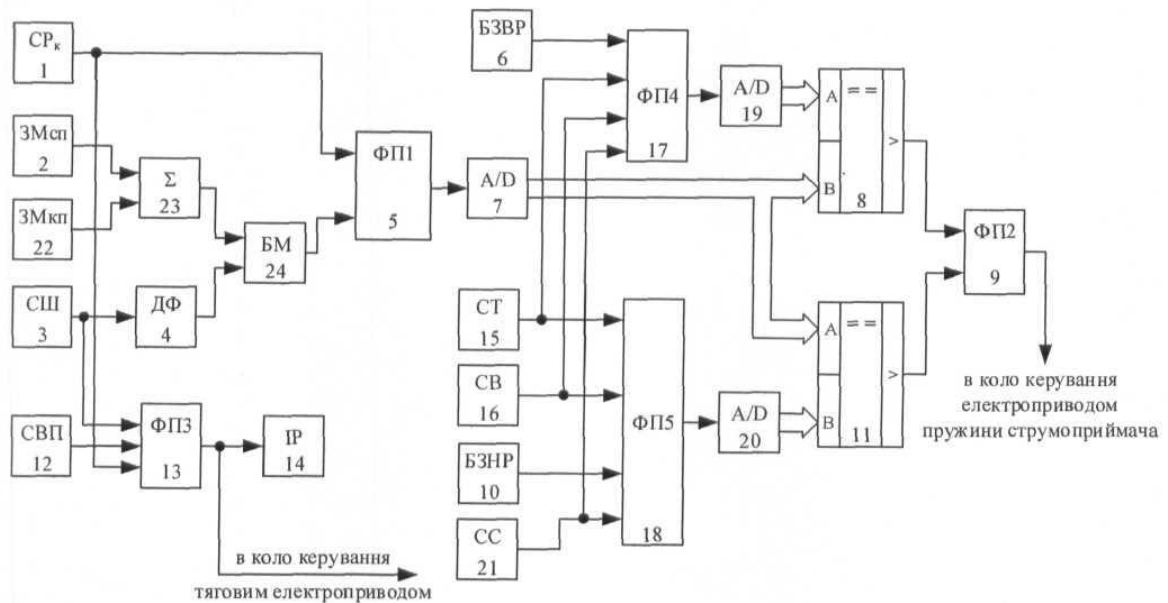 СРк
1
ЗМсп
2
ЗМкп
22
СШ
3
СВП
12
Σ
23
ДФ
4
БМ
24
ФП3
13
ІР
14
в коло керування
тяговим електроприводом
ФП1
5
A/D
7
БЗВР
6
СТ
15
СВ
16
БЗНР
10
СС
21
ФП4
17
ФП5
18
A/D
19
A/D
20
A
B
==
8
>
A
B
==
11
>
ФП2
9
в коло керування
електроприводом
пружини струмоприймача